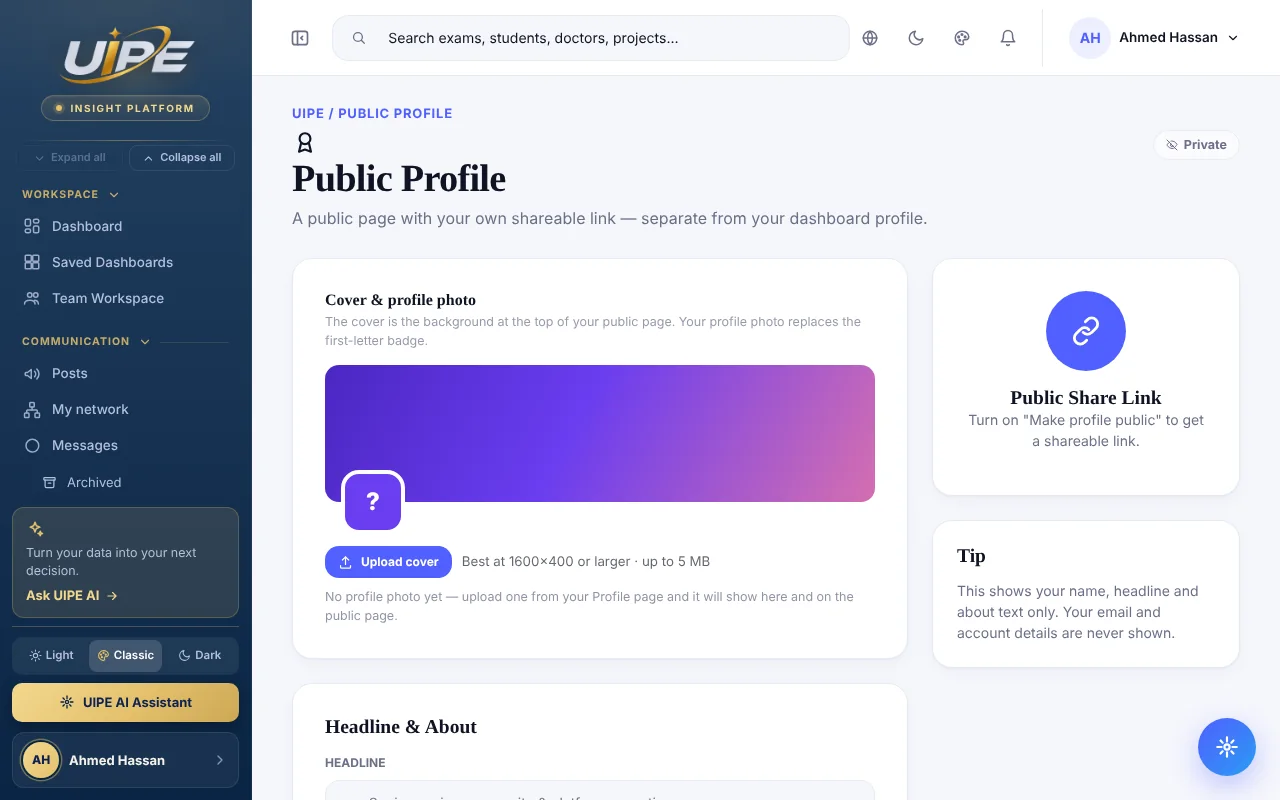 UIPE
INSIGHT PLATFORM
Expand all
Collapse all
WORKSPACE
Dashboard
Saved Dashboards
Team Workspace
COMMUNICATION
Posts
My network
Messages
Archived
Turn your data into your next
decision.
Ask UIPE AI →
Light
Classic
Dark
UIPE AI Assistant
AH
Ahmed Hassan
Search exams, students, doctors, projects...
AH
Ahmed Hassan
UIPE / PUBLIC PROFILE
Public Profile
A public page with your own shareable link — separate from your dashboard profile.
Private
Cover & profile photo
The cover is the background at the top of your public page. Your profile photo replaces the
first-letter badge.
?
Upload cover
Best at 1600×400 or larger · up to 5 MB
No profile photo yet — upload one from your Profile page and it will show here and on the
public page.
Headline & About
HEADLINE
Public Share Link
Turn on "Make profile public" to get
a shareable link.
Tip
This shows your name, headline and
about text only. Your email and
account details are never shown.